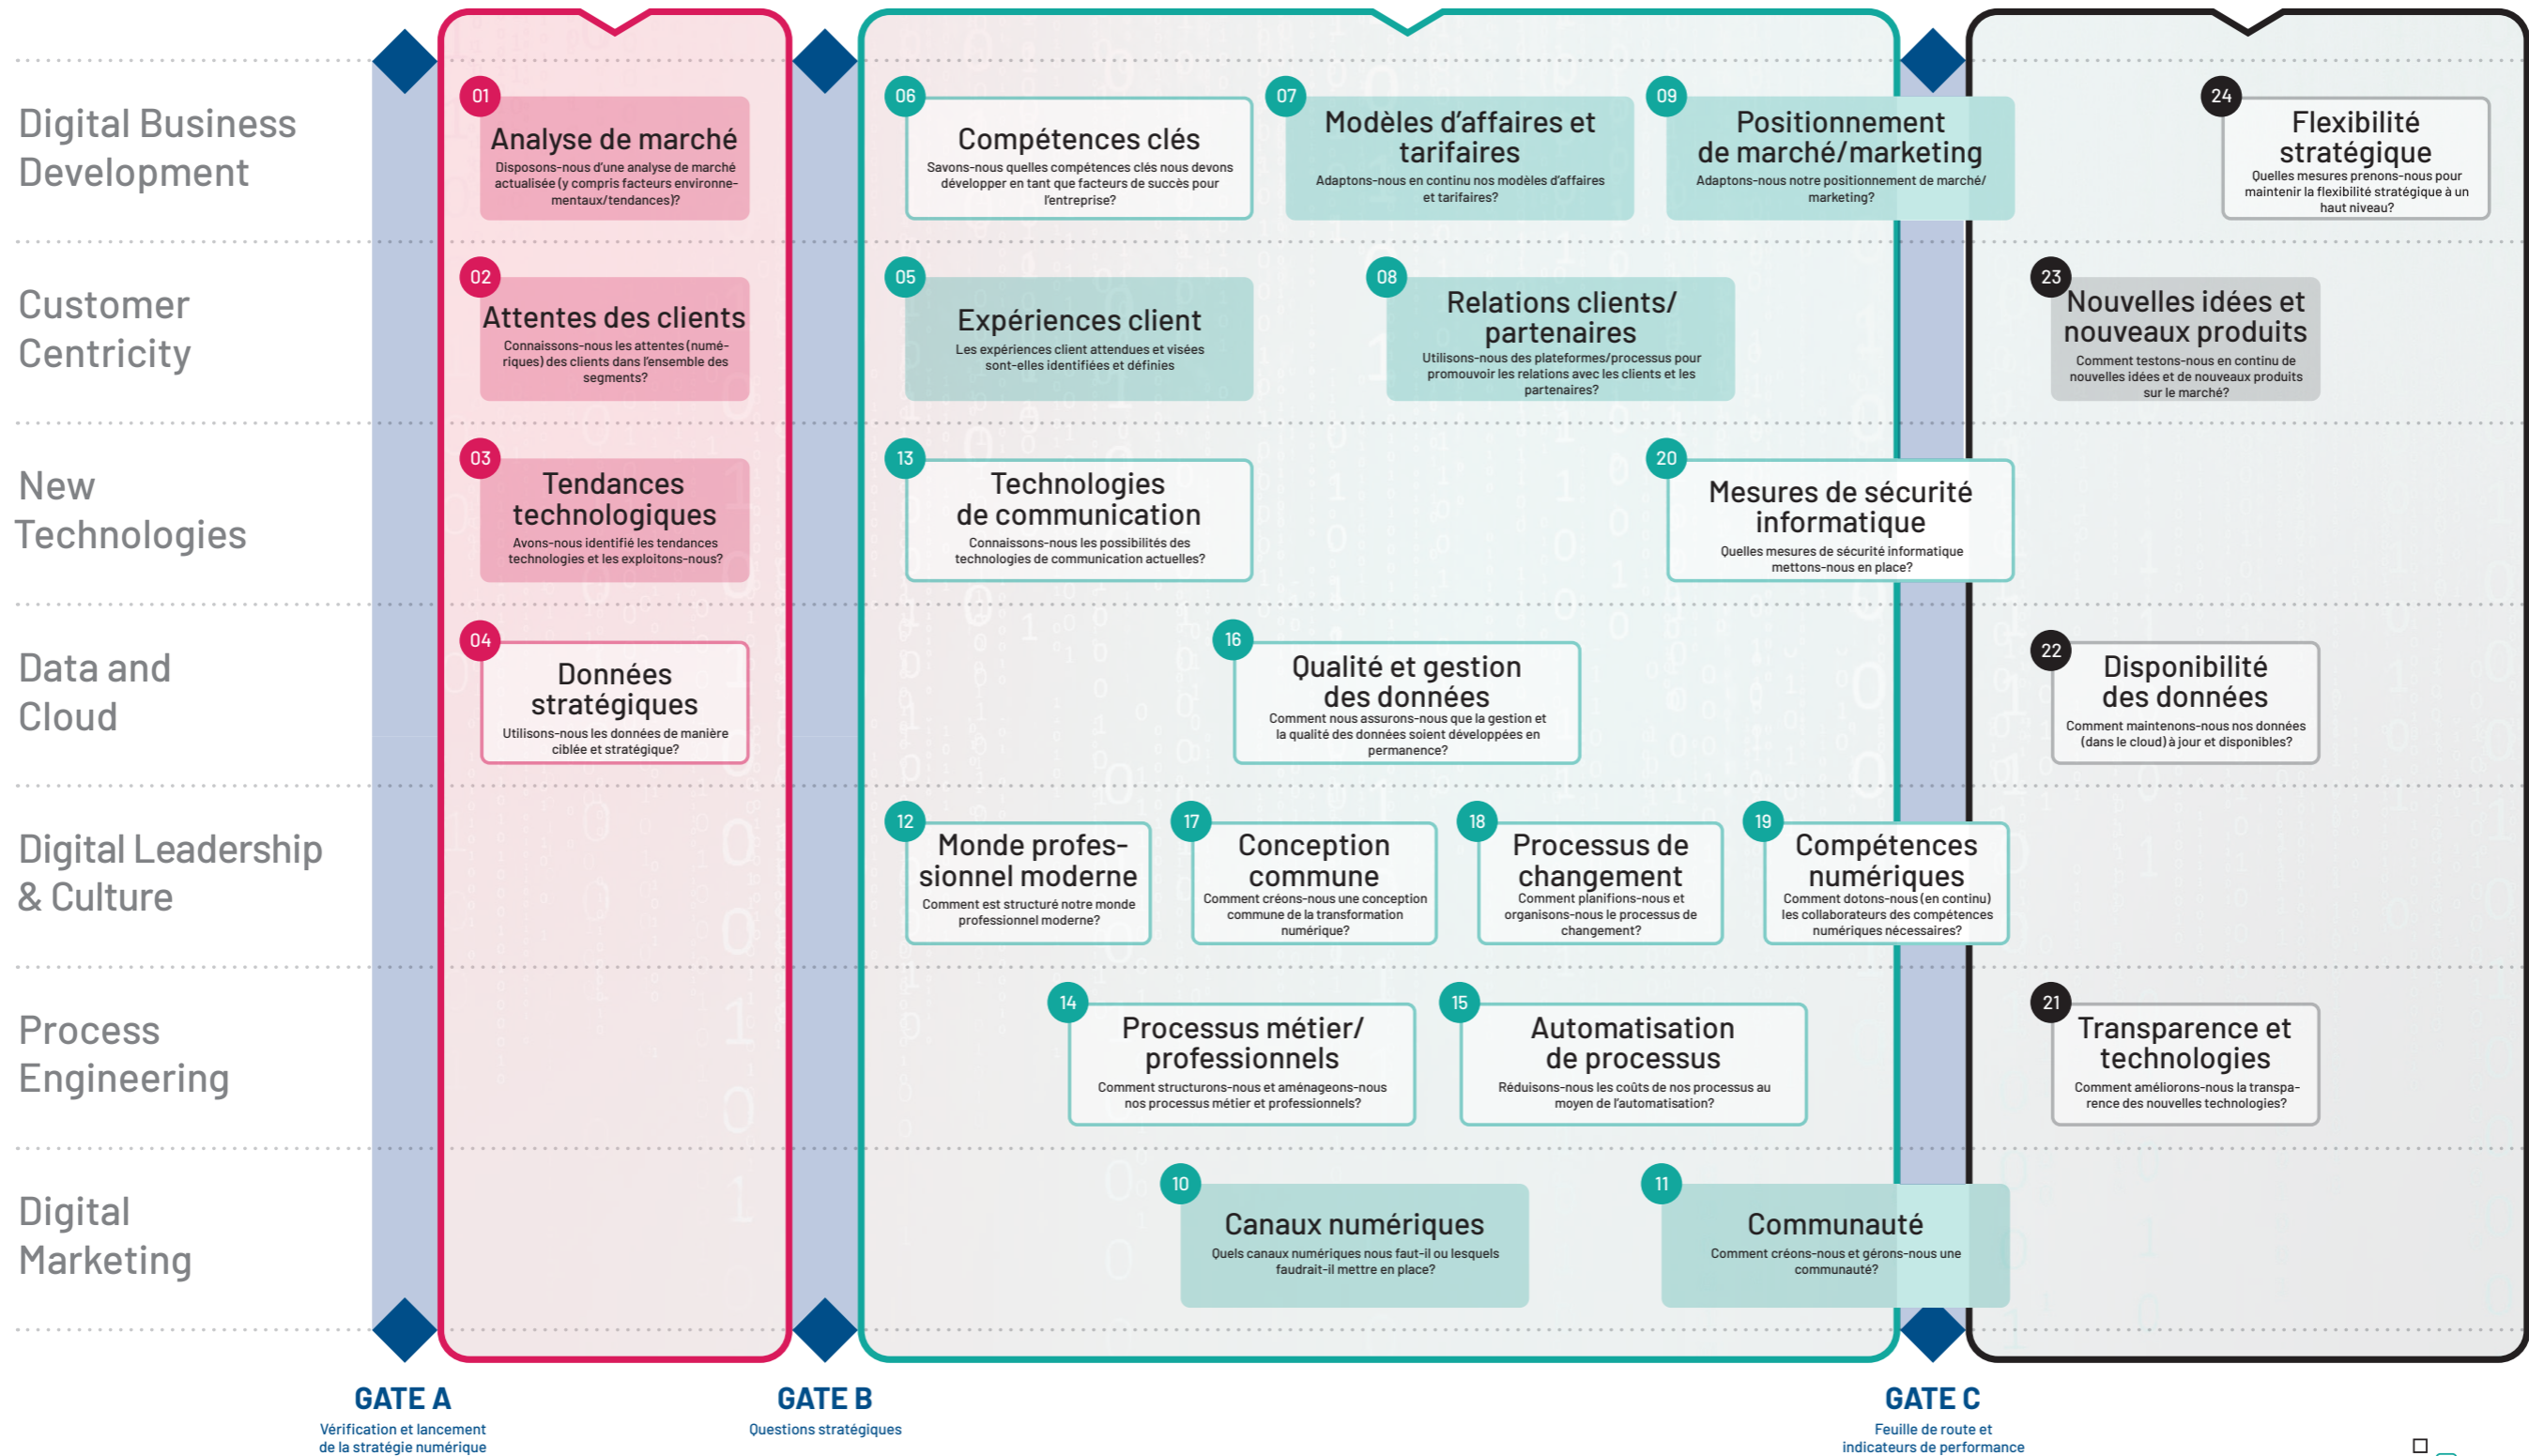 Digital Business
Development
01
Analyse de marché
Disposons-nous d'une analyse de marché
actualisée (y compris facteurs environne-
mentaux/tendances)?
06
Compétences clés
Savons-nous quelles compétences clés nous devons
développer en tant que facteurs de succès pour
l'entreprise?
07
Modèles d'affaires et
tarifaires
Adaptons-nous en continu nos modèles d'affaires
et tarifaires?
09
Positionnement
de marché/marketing
Adaptons-nous notre positionnement de marché/
marketing?
24
Flexibilité
stratégique
Quelles mesures prenons-nous pour
maintenir la flexibilité stratégique à un
haut niveau?
Customer
Centricity
02
Attentes des clients
Connaissons-nous les attentes (numé-
riques) des clients dans l'ensemble des
segments?
05
Expériences client
Les expériences client attendues et visées
sont-elles identifiées et définies
08
Relations clients/
partenaires
Utilisons-nous des plateformes/processus pour
promouvoir les relations avec les clients et les
partenaires?
23
Nouvelles idées et
nouveaux produits
Comment testons-nous en continu de
nouvelles idées et de nouveaux produits
sur le marché?
New
Technologies
03
Tendances
technologiques
Avons-nous identifié les tendances
technologies et les exploitons-nous?
13
Technologies
de communication
Connaissons-nous les possibilités des
technologies de communication actuelles?
20
Mesures de sécurité
informatique
Quelles mesures de sécurité informatique
mettons-nous en place?
Data and
Cloud
04
Données
stratégiques
Utilisons-nous les données de manière
ciblée et stratégique?
16
Qualité et gestion
des données
Comment nous assurons-nous que la gestion et
la qualité des données soient développées en
permanence?
22
Disponibilité
des données
Comment maintenons-nous nos données
(dans le cloud) à jour et disponibles?
Digital Leadership
& Culture
12
Monde profes-
sionnel moderne
Comment est structuré notre monde
professionnel moderne?
17
Conception
commune
Comment créons-nous une conception
commune de la transformation
numérique?
18
Processus de
changement
Comment planifions-nous et
organisons-nous le processus de
changement?
19
Compétences
numériques
Comment dotons-nous (en continu)
les collaborateurs des compétences
numériques nécessaires?
Process
Engineering
14
Processus métier/
professionnels
Comment structurons-nous et aménageons-nous
nos processus métier et professionnels?
15
Automatisation
de processus
Réduisons-nous les coûts de nos processus au
moyen de l'automatisation?
21
Transparence et
technologies
Comment améliorons-nous la transpa-
rence des nouvelles technologies?
Digital
Marketing
10
Canaux numériques
Quels canaux numériques nous faut-il ou lesquels
faudrait-il mettre en place?
11
Communauté
Comment créons-nous et gérons-nous une
communauté?
GATE A
Vérification et lancement
de la stratégie numérique
GATE B
Questions stratégiques
GATE C
Feuille de route et
indicateurs de performance